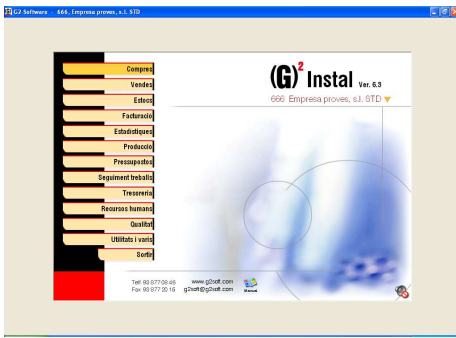 G2 Software - 666, Empresa proves, s.l. STD
Compres
Vendes
Estocs
Facturació
Estadístiques
Producció
Pressupostos
Seguiment treballs
Tresoreria
Recursos humans
Qualitat
Utilitats i varis
Sortir
(G)² Instal Ver. 6.3
666 Empresa proves, s.l. STD
Telf. 93 877 08 46 www.g2soft.com
Fax 93 877 20 16 g2soft@g2soft.com
Manual